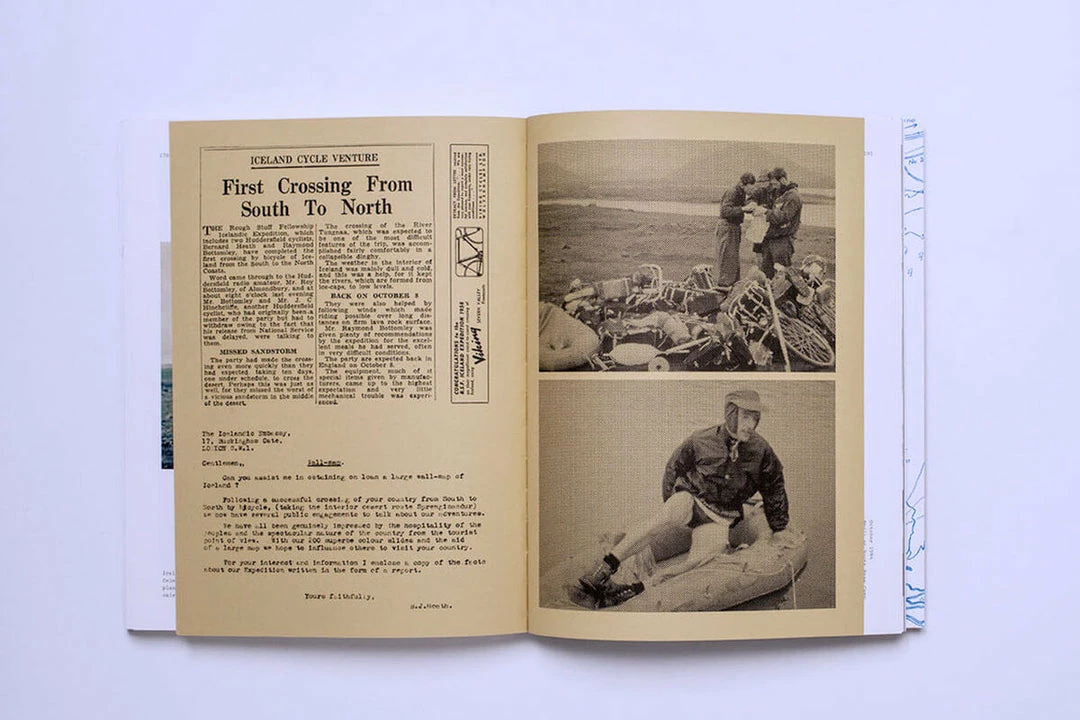 ICELAND CYCLE VENTURE
First Crossing From
South To North
THE Rough Stuff Fellowship
Icelandic Expedition, which
includes two Huddersfield cyclists,
Bernard Heath and Raymond
Bottomley, have completed the
first crossing by bicycle of Ice-
land from the South to the North
Coasts.
Word came through to the Hud-
dersfield radio amateur, Mr. Roy
Bottomley, of Almondbury, and at
about eight o'clock last evening
Mr. Bottomley and Mr. J. C.
Hinchcliffe, another Huddersfield
cyclist, who had originally been a
member of the party but had to
withdraw owing to the fact that
his release from National Service
was delayed, were talking to
them.
MISSED SANDSTORM
The party had made the cross-
ing even more quickly than they
had expected, taking ten days,
one under schedule, to cross the
desert. Perhaps this was just as
well, for they missed the worst of
a vicious sandstorm in the middle
of the desert.
The crossing of the River
Tungnaa, which was expected to
be one of the most difficult
features of the trip, was accom-
plished fairly comfortably in a
collapsible dinghy.
The weather in the interior of
Iceland was mainly dull and cold,
and this was a help, for it kept
the rivers, which are formed from
ice-caps, to low levels.
BACK ON OCTOBER 8
They were also helped by
following winds which made
riding possible over long dis-
tances on firm lava rock surface.
Mr. Raymond Bottomley was
given plenty of recommendations
by the expedition for the excel-
lent meals he had served, often
in very difficult conditions.
The party are expected back in
England on October 8.
The equipment, much of it
special items given by manufac-
turers, came up to the highest
expectation and very little
mechanical trouble was experi-
enced.
CONGRATULATIONS to the
R.S.F. ICELAND EXPEDITION 1958
Viking
The Icelandic Embassy,
17, Buckingham Gate,
LONDON S.W.1.
Gentlemen, Wall-map.
Can you assist me in obtaining on loan a large wall-map of
Iceland ?
Following a successful crossing of your country from South to
North by bicycle, (taking the interior desert route Sprengisandur)
we now have several public engagements to talk about our adventures.
We have all been genuinely impressed by the hospitality of the
peoples and the spectacular nature of the country from the tourist
point of view. With our 200 superbe colour slides and the aid
of a large map we hope to influence others to visit your country.
For your interest and information I enclose a copy of the facts
about our Expedition written in the form of a report.
Yours faithfully,
B.J.Heath.